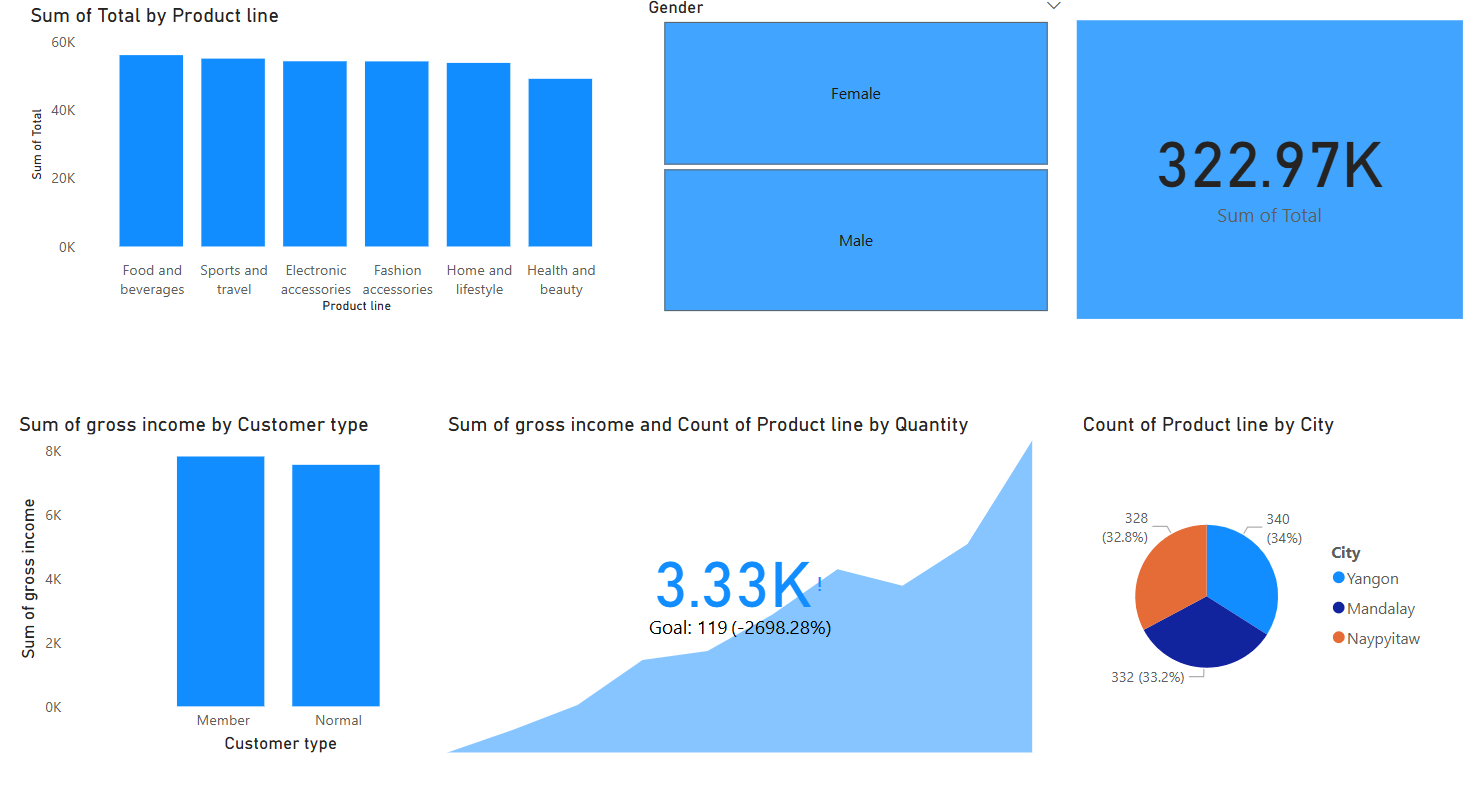 Sum of Total by Product line
60K
40K
20K
0K
Sum of Total
Food and
beverages
Sports and
travel
Electronic
accessories
Fashion
accessories
Home and
lifestyle
Health and
beauty
Product line
Gender
Female
Male
322.97K
Sum of Total
Sum of gross income by Customer type
8K
6K
4K
2K
0K
Sum of gross income
Member
Normal
Customer type
Sum of gross income and Count of Product line by Quantity
3.33K!
Goal: 119 (-2698.28%)
Count of Product line by City
328
(32.8%)
340
(34%)
332 (33.2%)
City
Yangon
Mandalay
Naypyitaw